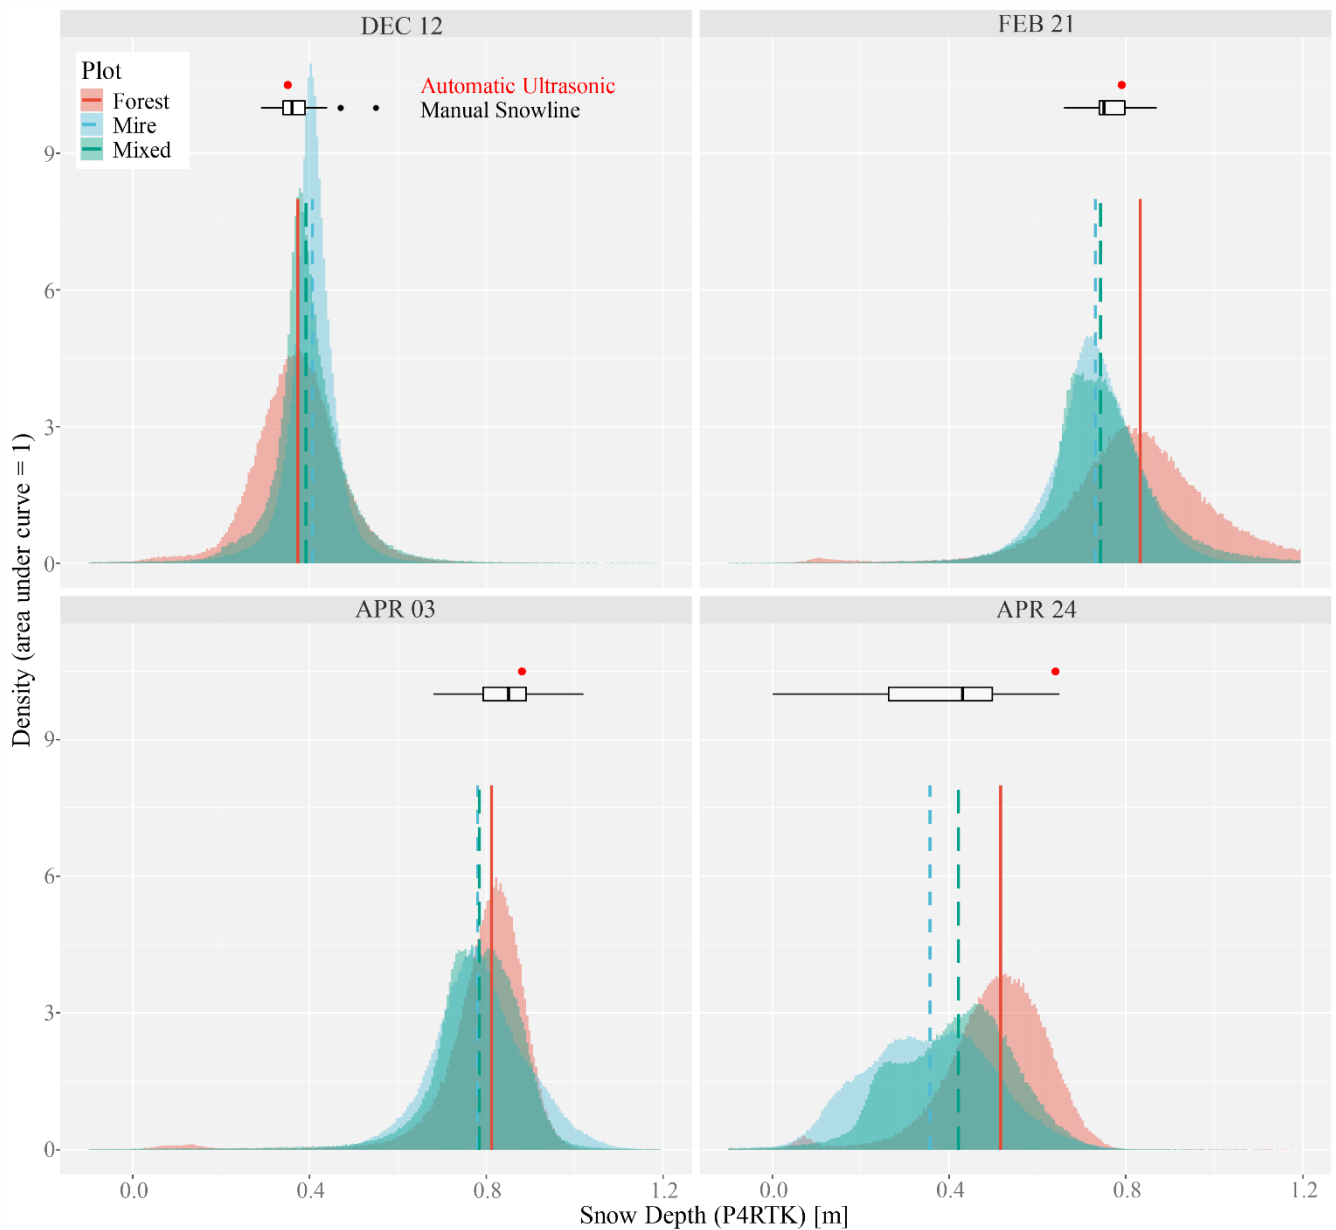 DEC 12
FEB 21
Plot
Forest
Mire
Mixed
Automatic Ultrasonic
Manual Snowline
9
6
3
0
APR 03
APR 24
9
6
3
0
0.0 0.4 0.8 1.2
0.0 0.4 0.8 1.2
Density (area under curve = 1)
Snow Depth (P4RTK) [m]